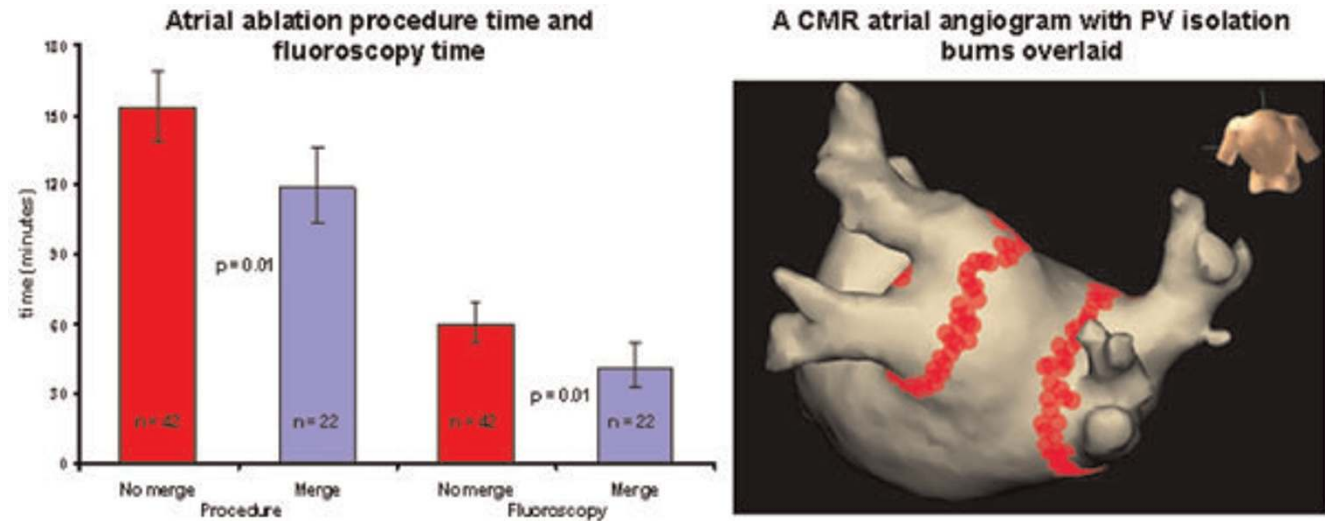 Atrial ablation procedure time and
fluoroscopy time
180
150
120
90
60
30
0
time (minutes)
p = 0.01
p = 0.01
n = 42
n = 22
n = 42
n = 22
No merge
Merge
No merge
Merge
Procedure
Fluoroscopy
A CMR atrial angiogram with PV isolation
burns overlaid